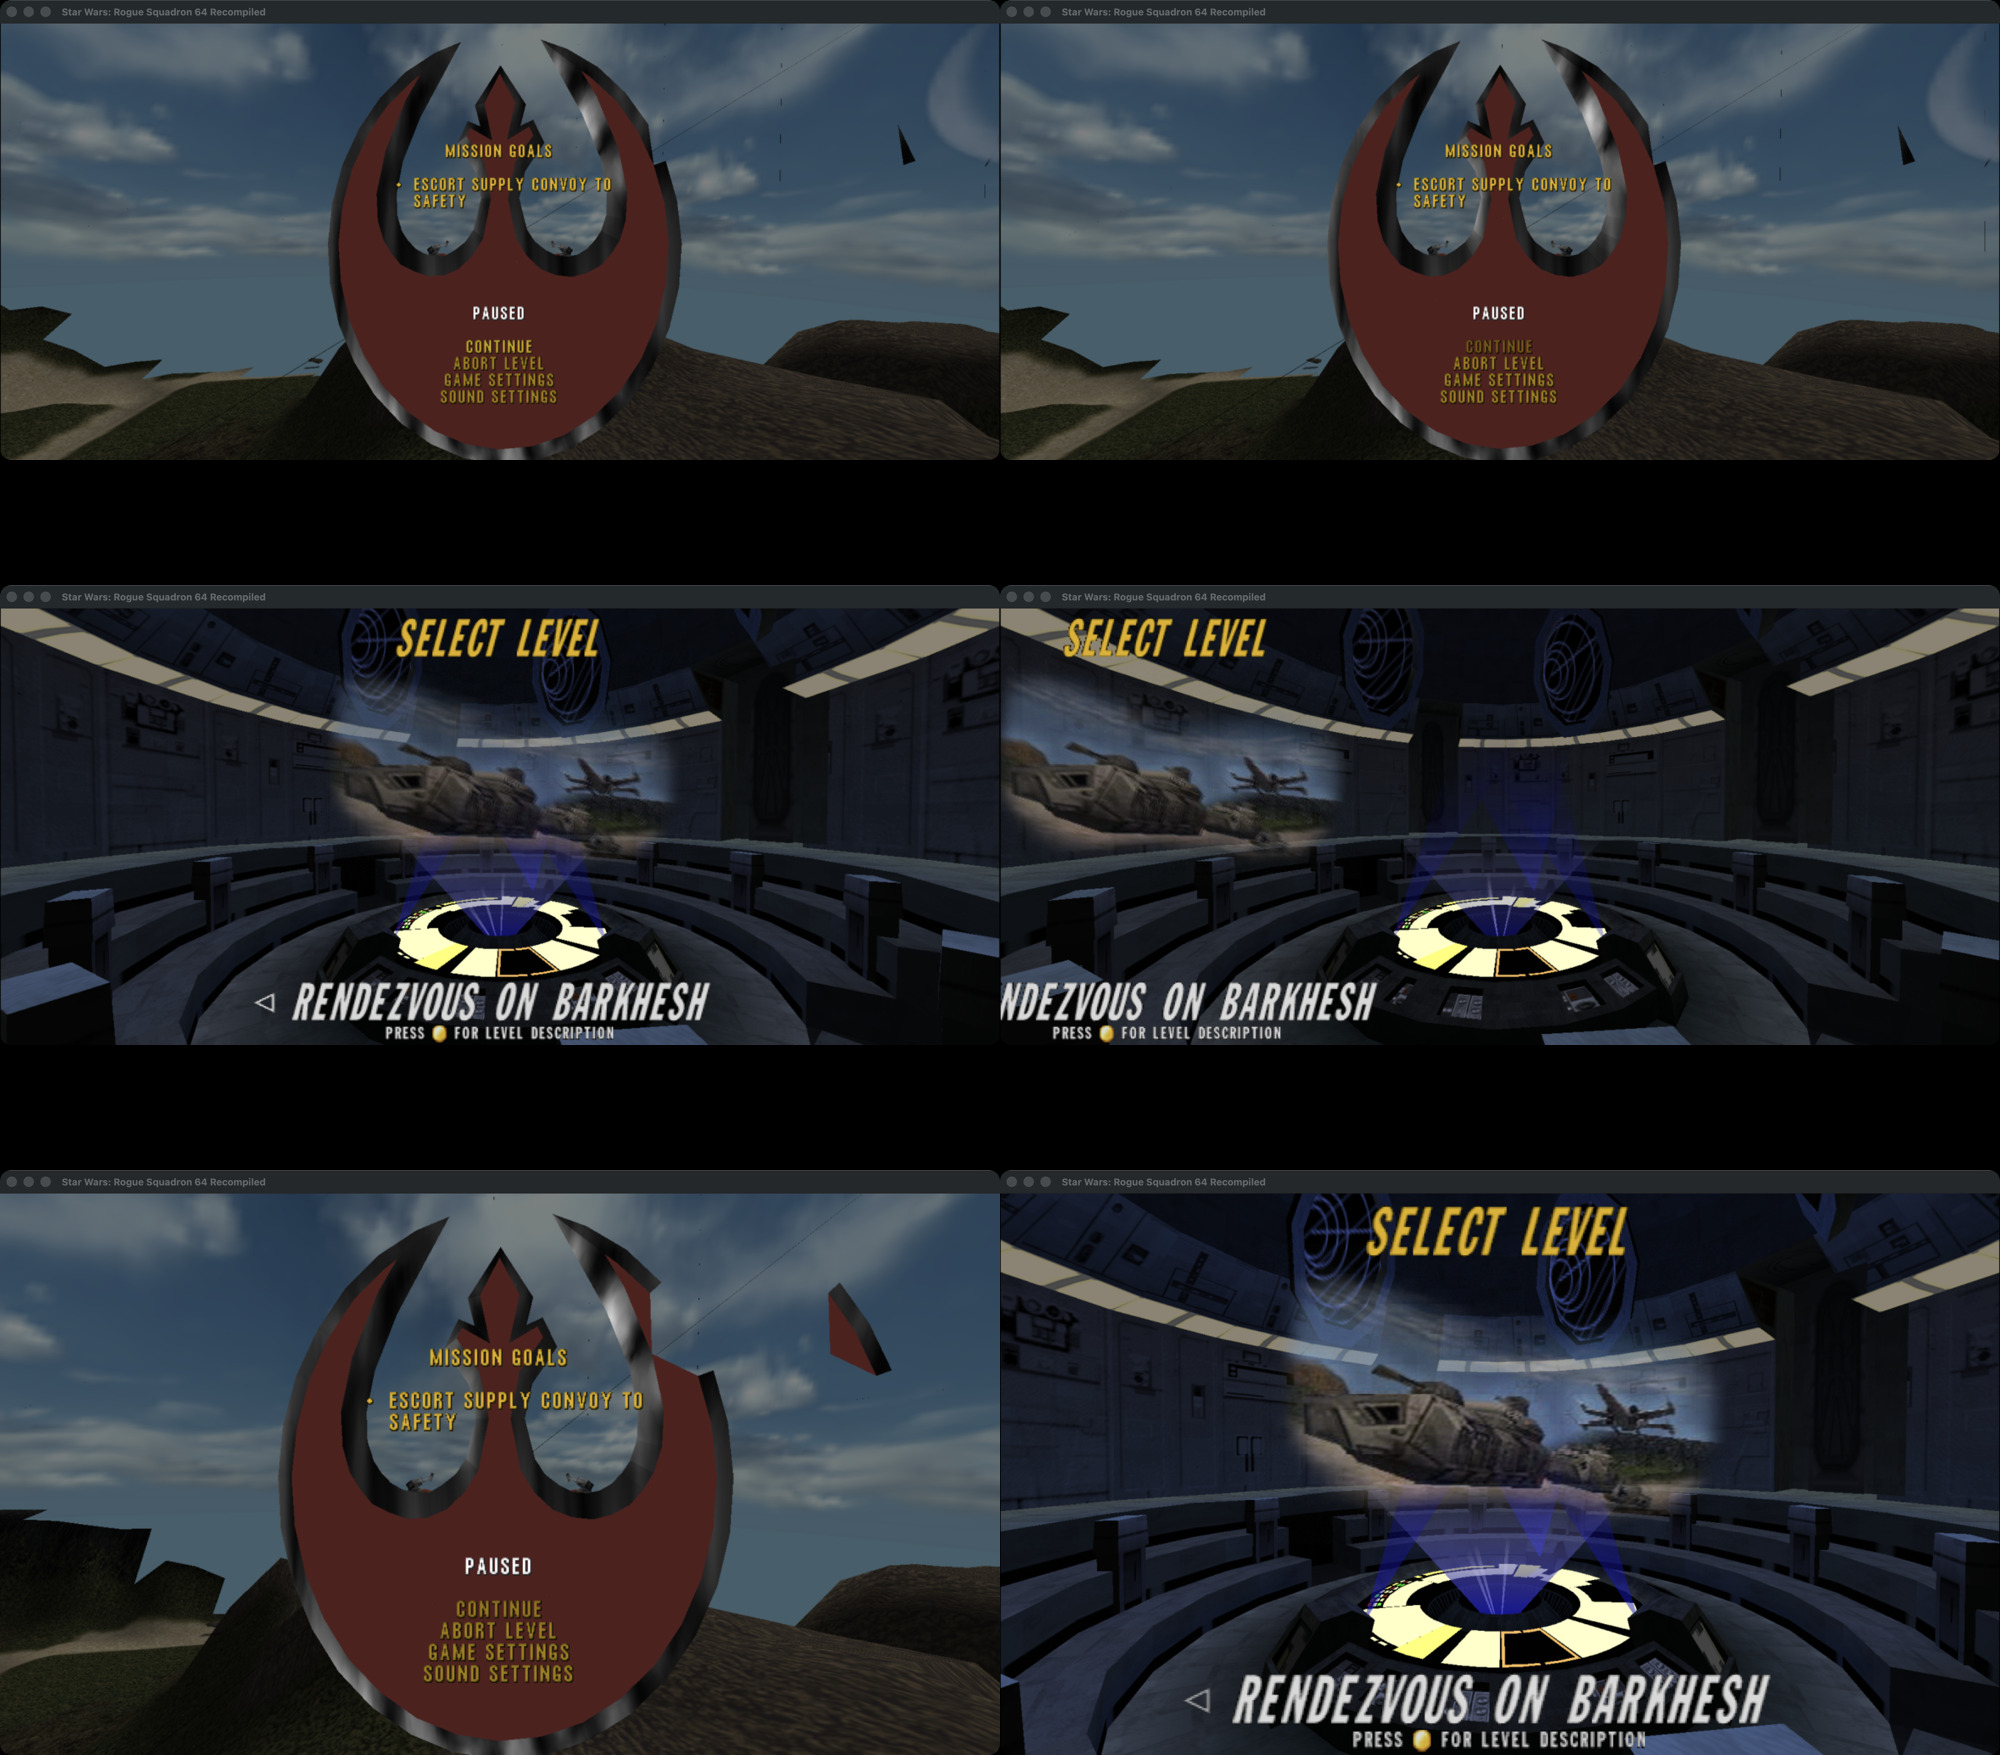 Star Wars: Rogue Squadron 64 Recompiled
MISSION GOALS
• ESCORT SUPPLY CONVOY TO
SAFETY
PAUSED
CONTINUE
ABORT LEVEL
GAME SETTINGS
SOUND SETTINGS
Star Wars: Rogue Squadron 64 Recompiled
MISSION GOALS
• ESCORT SUPPLY CONVOY TO
SAFETY
PAUSED
CONTINUE
ABORT LEVEL
GAME SETTINGS
SOUND SETTINGS
Star Wars: Rogue Squadron 64 Recompiled
SELECT LEVEL
RENDEZVOUS ON BARKHESH
PRESS FOR LEVEL DESCRIPTION
Star Wars: Rogue Squadron 64 Recompiled
SELECT LEVEL
NDEZVOUS ON BARKHESH
PRESS FOR LEVEL DESCRIPTION
Star Wars: Rogue Squadron 64 Recompiled
MISSION GOALS
• ESCORT SUPPLY CONVOY TO
SAFETY
PAUSED
CONTINUE
ABORT LEVEL
GAME SETTINGS
SOUND SETTINGS
Star Wars: Rogue Squadron 64 Recompiled
SELECT LEVEL
RENDEZVOUS ON BARKHESH
PRESS FOR LEVEL DESCRIPTION